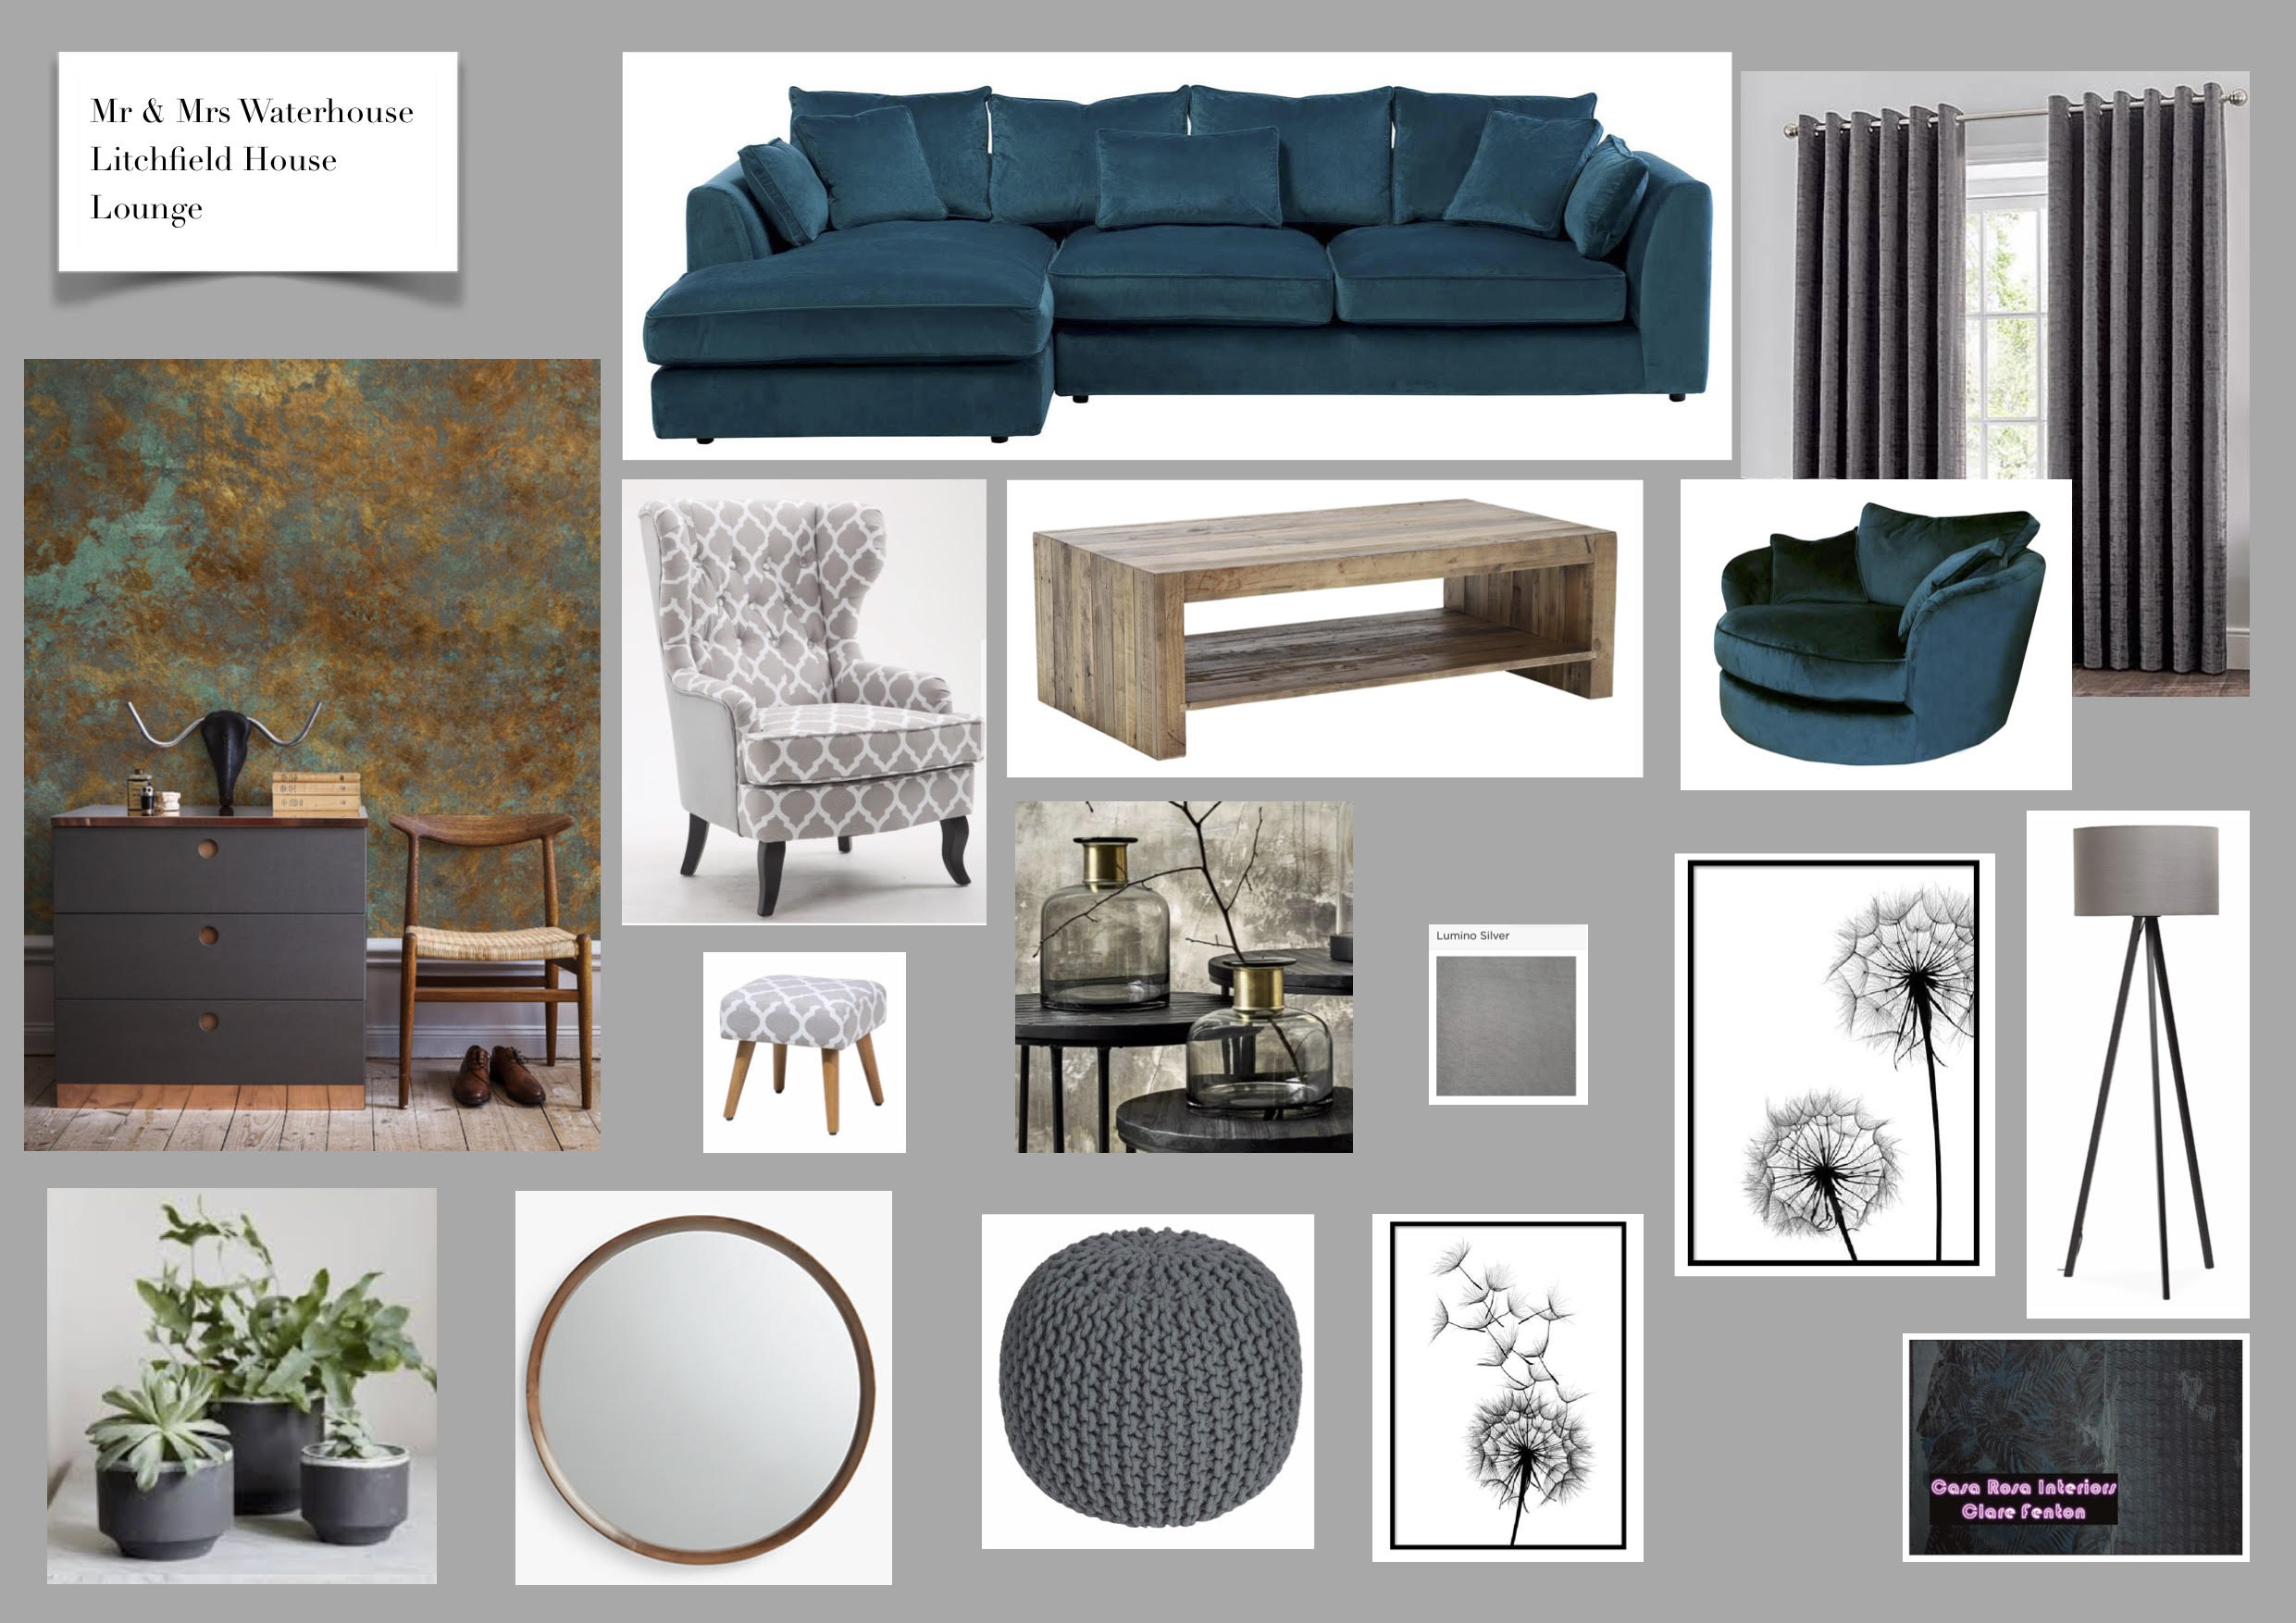 Mr & Mrs Waterhouse
Litchfield House
Lounge
Lumino Silver
Casa Rosa Interiors
Clare Fenton